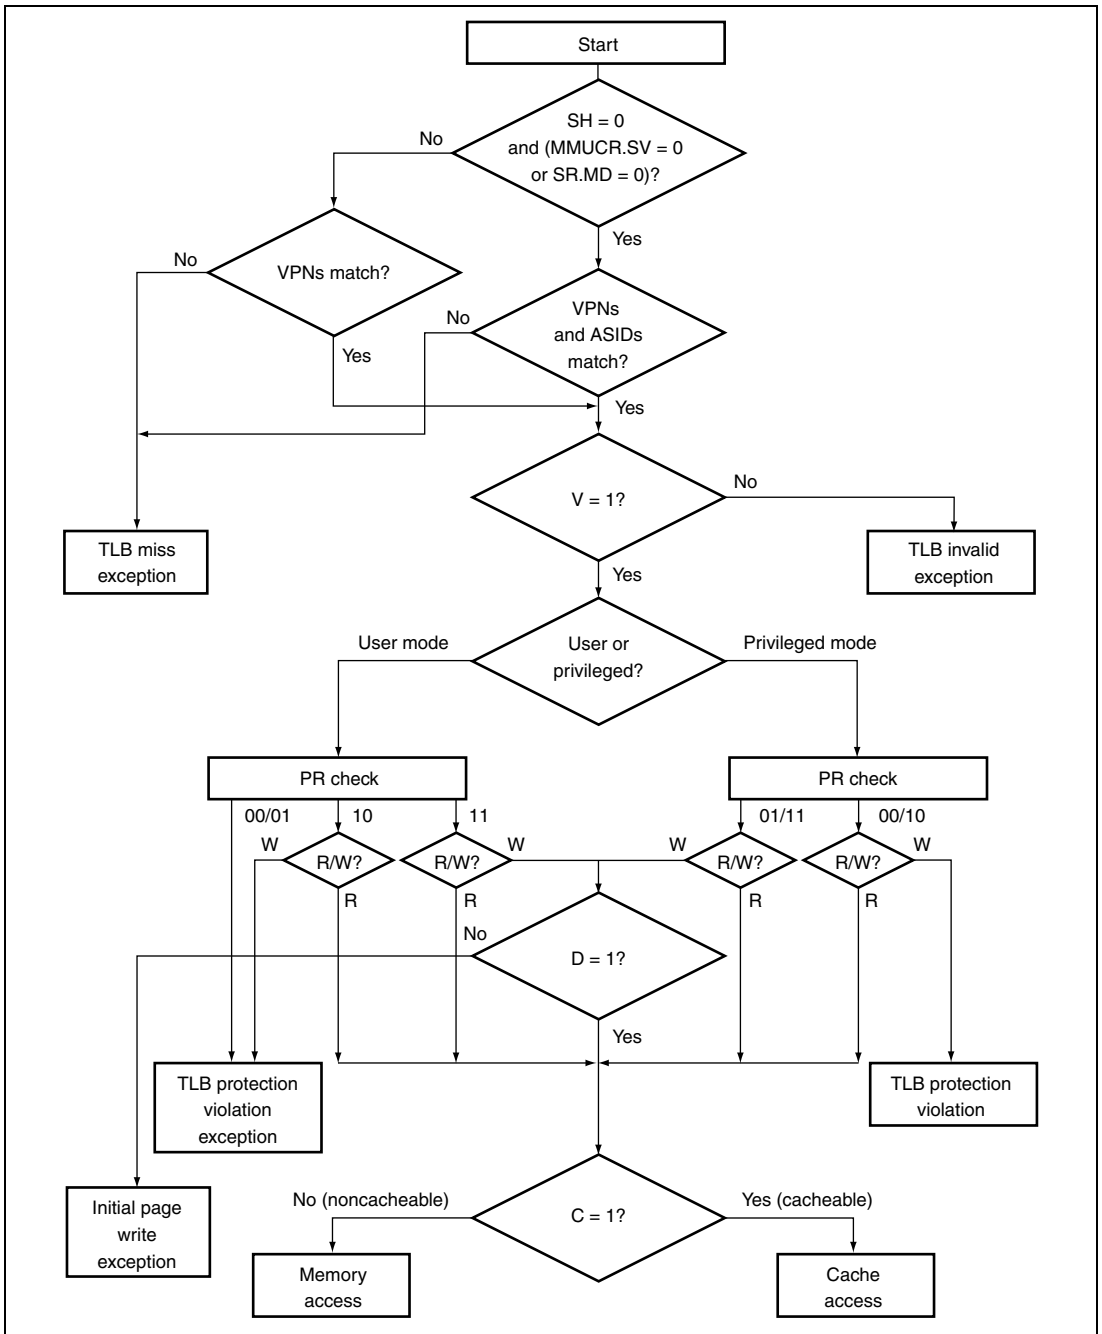 Start
SH = 0
and (MMUCR.SV = 0
or SR.MD = 0)?
No
Yes
VPNs match?
No
Yes
VPNs
and ASIDs
match?
No
Yes
V = 1?
No
Yes
TLB miss
exception
TLB invalid
exception
User or
privileged?
User mode
Privileged mode
PR check
PR check
00/01
10
11
01/11
00/10
W
R/W?
R/W?
W
W
R/W?
R/W?
W
R
R
R
R
No
D = 1?
Yes
TLB protection
violation
exception
TLB protection
violation
Initial page
write
exception
No (noncacheable)
C = 1?
Yes (cacheable)
Memory
access
Cache
access